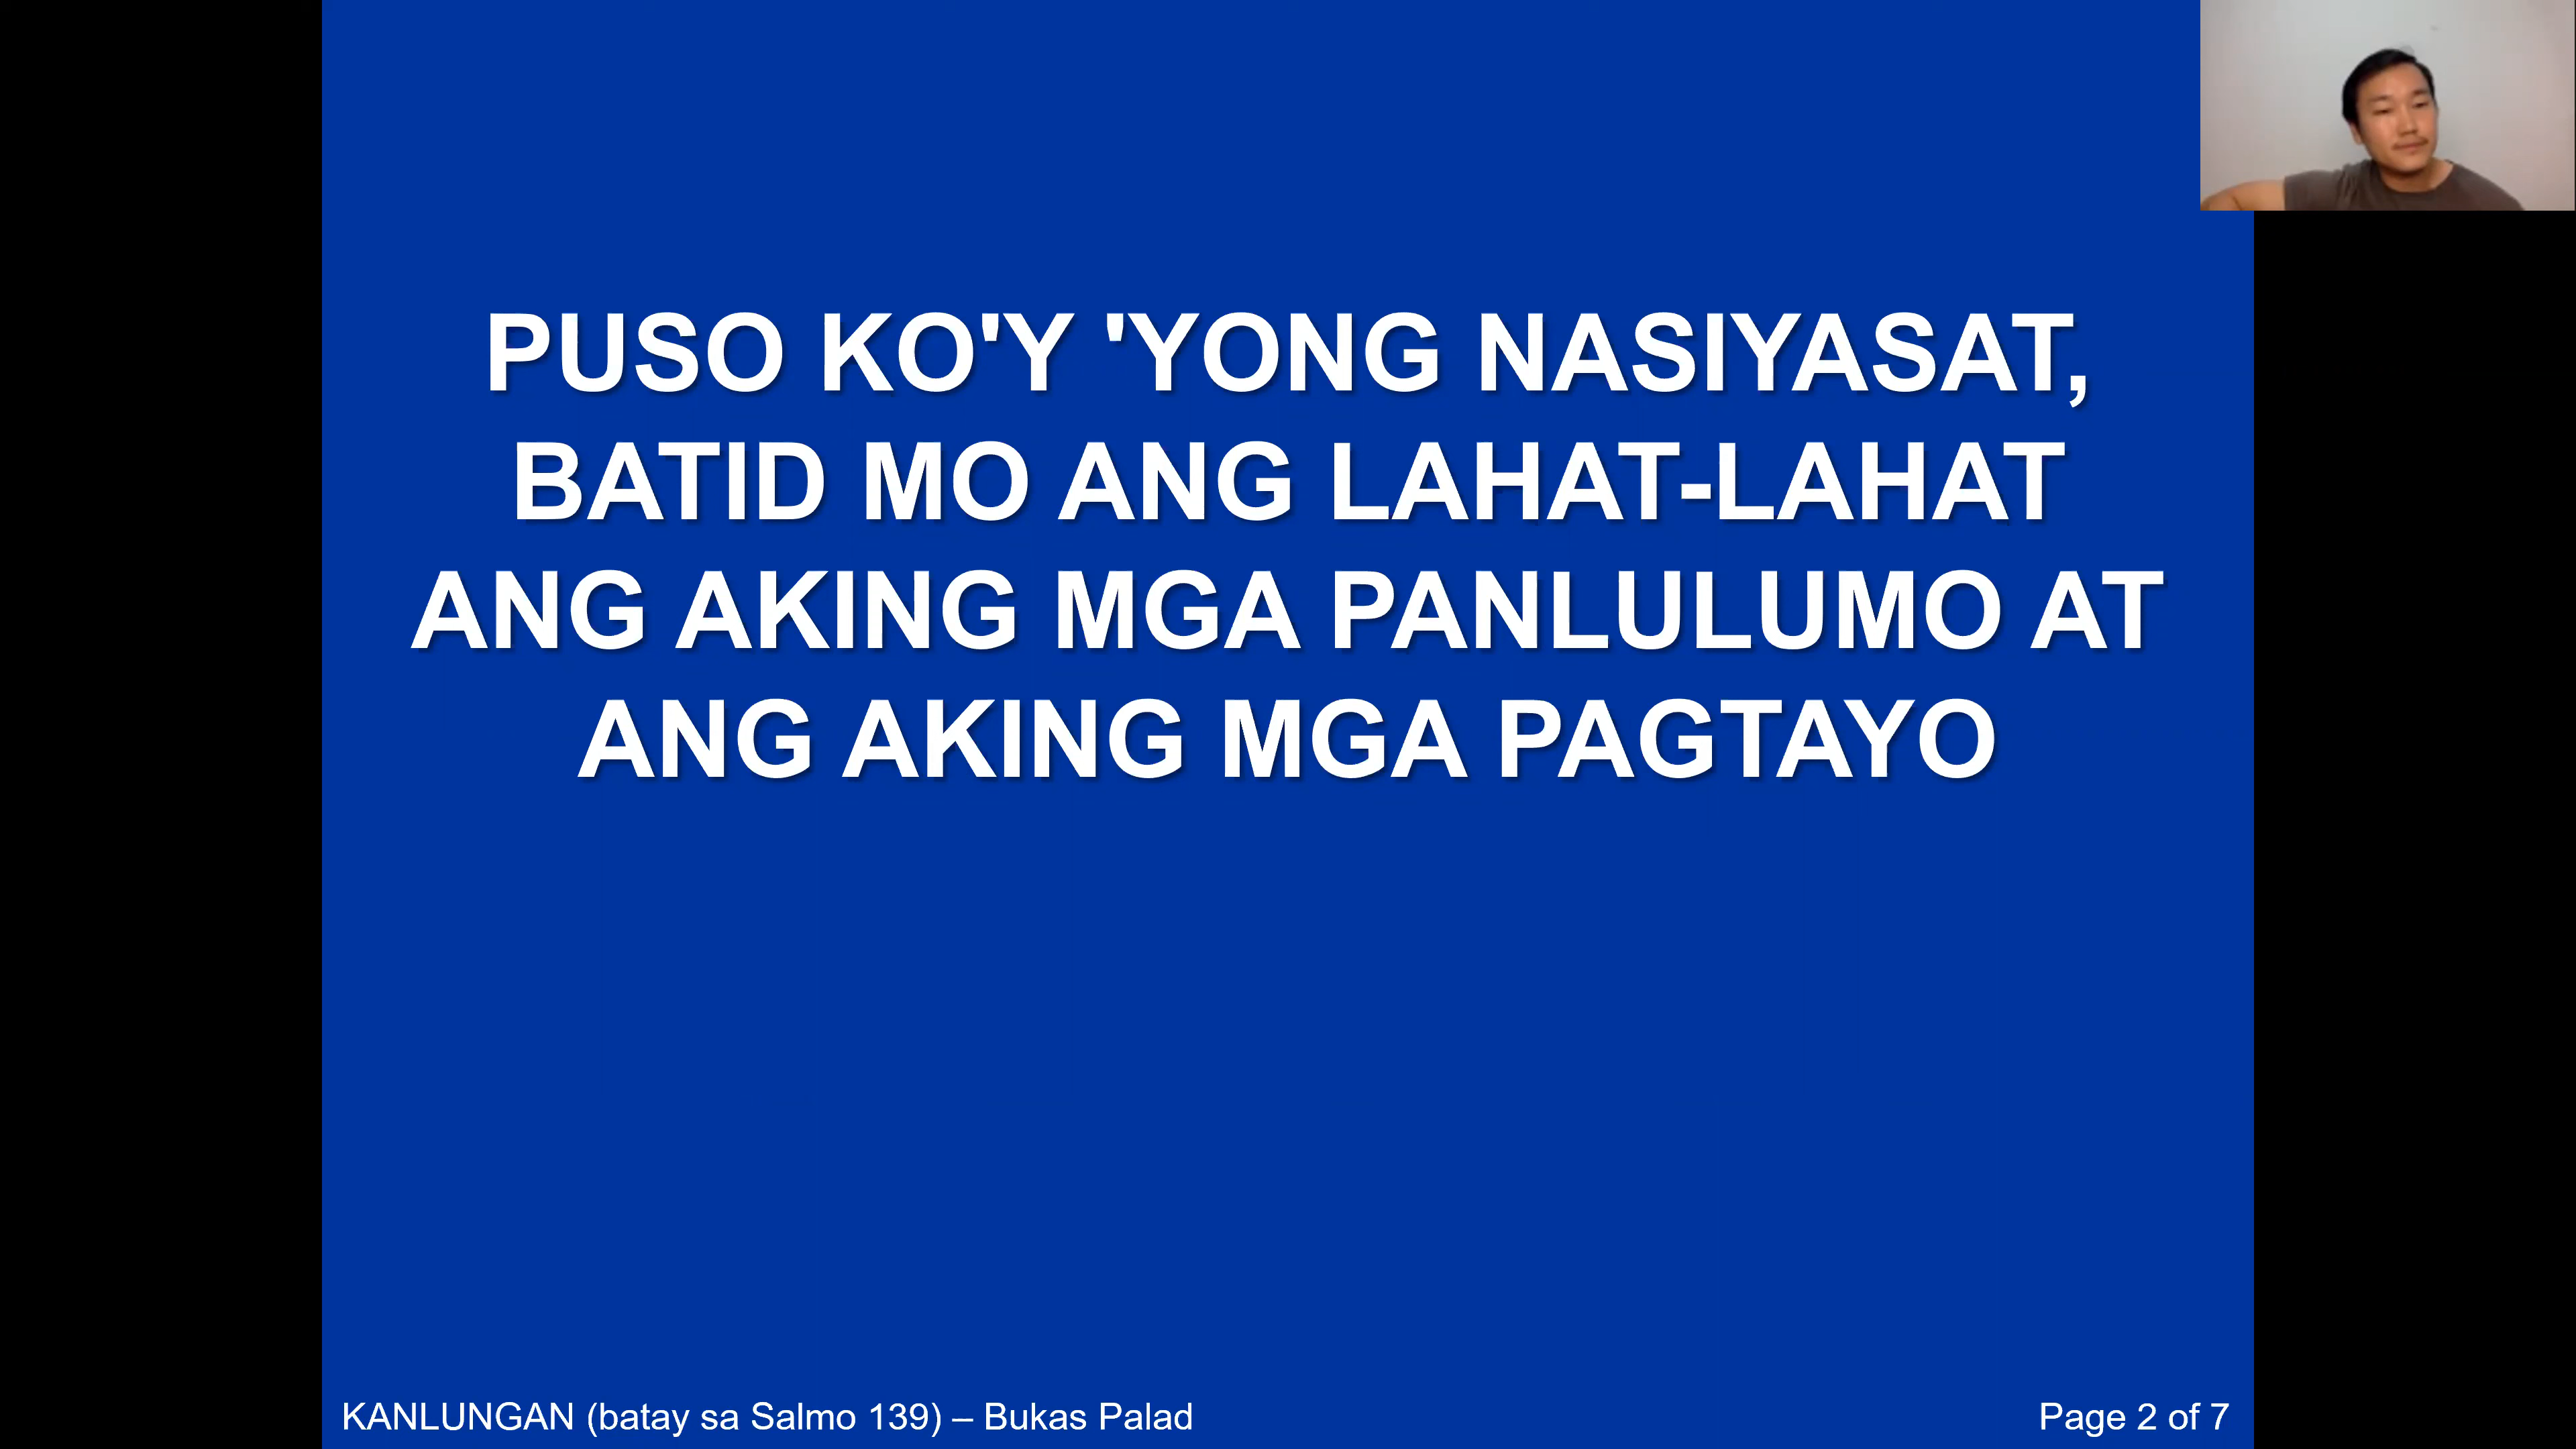 PUSO KO'Y 'YONG NASIYASAT,
BATID MO ANG LAHAT-LAHAT
ANG AKING MGA PANLULUMO AT
ANG AKING MGA PAGTAYO
KANLUNGAN (batay sa Salmo 139) – Bukas Palad
Page 2 of 7